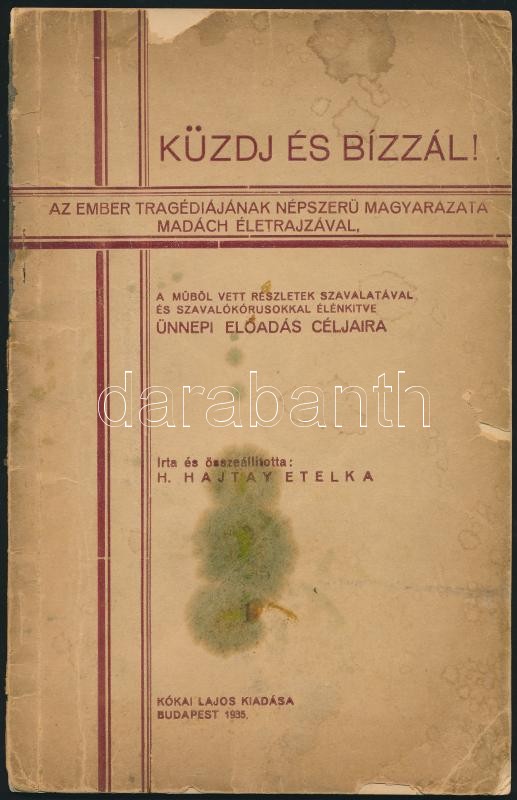 KÜZDJ ÉS BÍZZÁL!
AZ EMBER TRAGÉDIÁJÁNAK NÉPSZERÜ MAGYARÁZATA
MADÁCH ÉLETRAJZÁVAL,
A MŰBŐL VETT RÉSZLETEK SZAVALATÁVAL
ÉS SZAVALÓKÓRUSOKKAL ÉLÉNKITVE
ÜNNEPI ELŐADÁS CÉLJAIRA
darabanth
Irta és összeállította:
H. HAJTAY ETELKA
KÓKAI LAJOS KIADÁSA
BUDAPEST 1935.